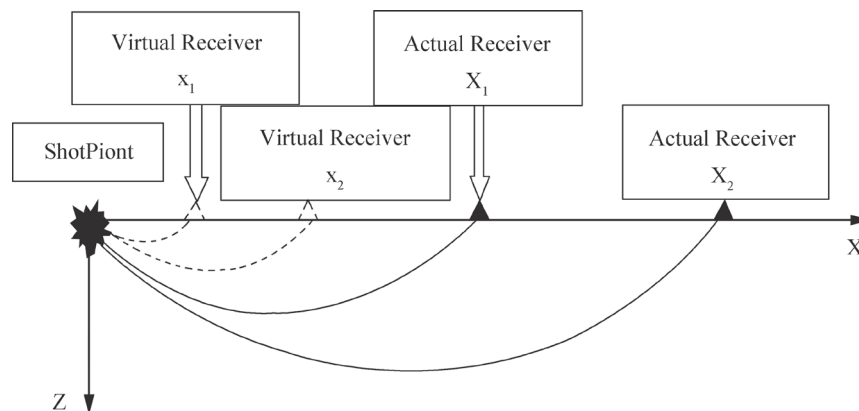 Virtual Receiver
x1
Actual Receiver
X1
ShotPiont
Virtual Receiver
x2
Actual Receiver
X2
X
Z